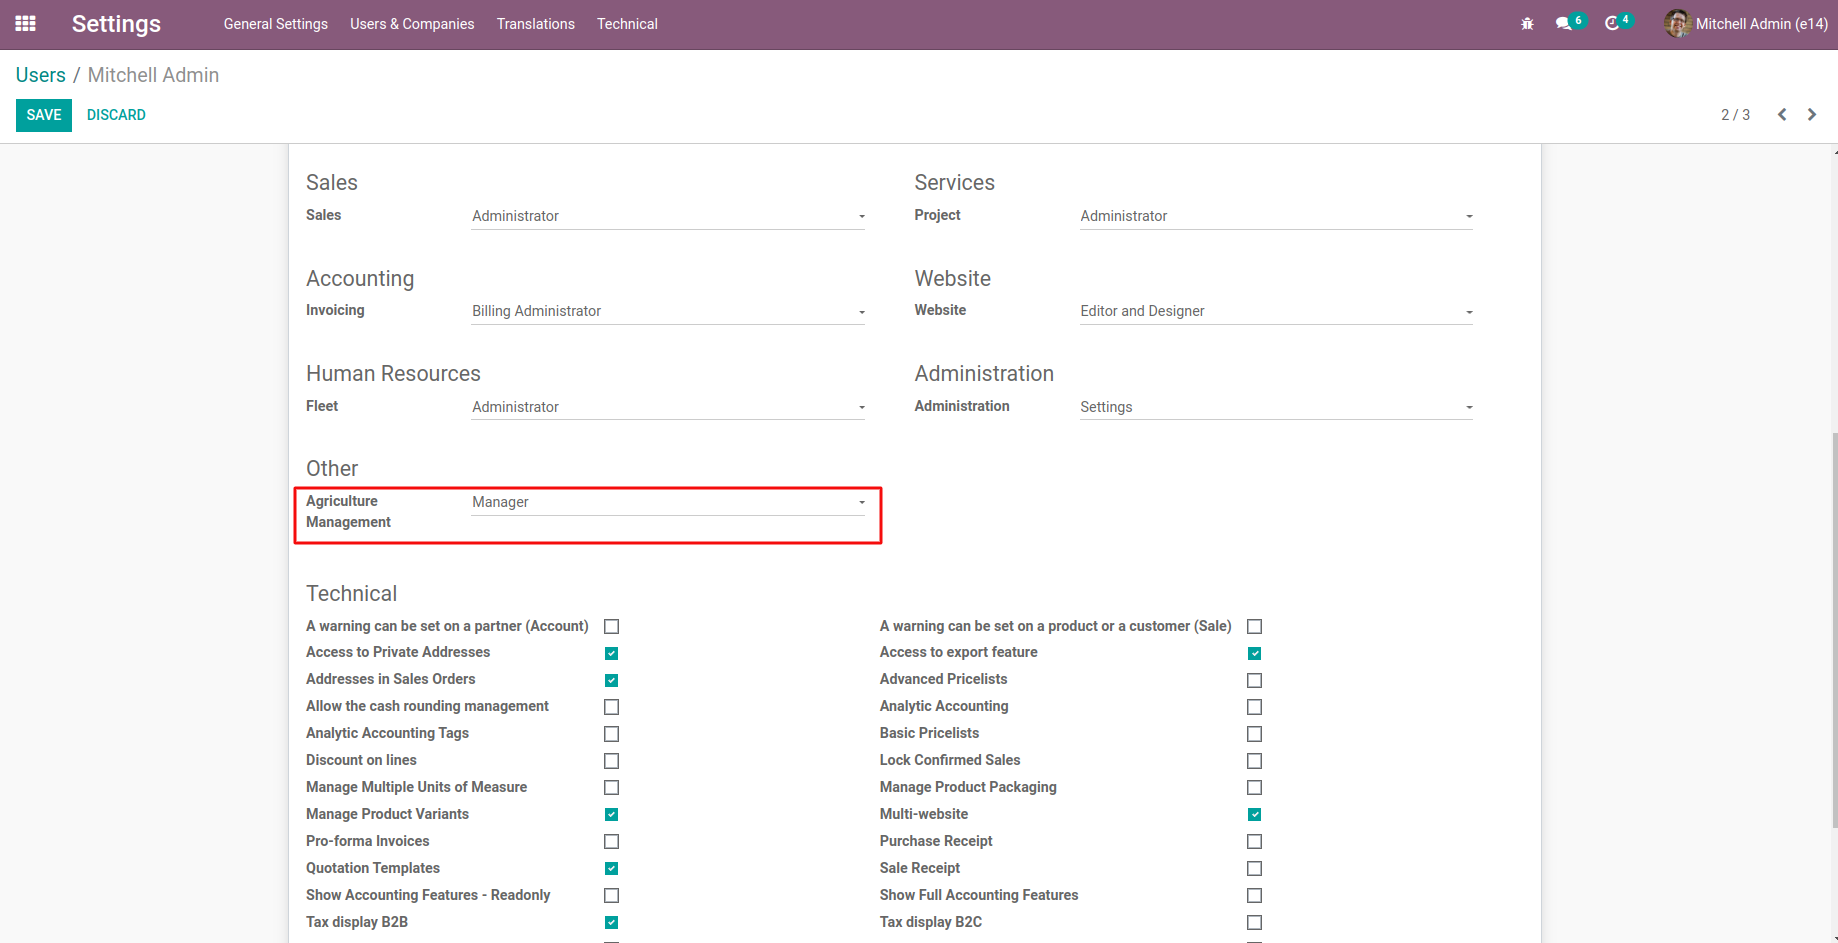 Settings
General Settings Users & Companies Translations Technical
6 4 Mitchell Admin (e14)
Users / Mitchell Admin
SAVE DISCARD
2 / 3
Sales
Sales Administrator
Services
Project Administrator
Accounting
Invoicing Billing Administrator
Website
Website Editor and Designer
Human Resources
Fleet Administrator
Administration
Administration Settings
Other
Agriculture
Management
Manager
Technical
A warning can be set on a partner (Account) A warning can be set on a product or a customer (Sale)
Access to Private Addresses Access to export feature
Addresses in Sales Orders Advanced Pricelists
Allow the cash rounding management Analytic Accounting
Analytic Accounting Tags Basic Pricelists
Discount on lines Lock Confirmed Sales
Manage Multiple Units of Measure Manage Product Packaging
Manage Product Variants Multi-website
Pro-forma Invoices Purchase Receipt
Quotation Templates Sale Receipt
Show Accounting Features - Readonly Show Full Accounting Features
Tax display B2B Tax display B2C